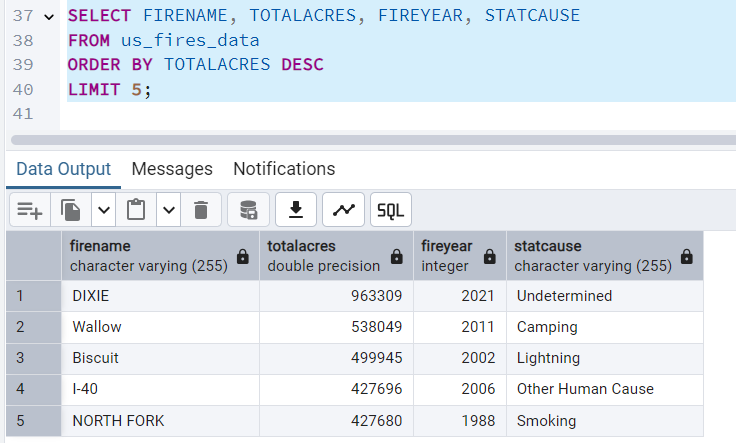 37 SELECT FIRENAME, TOTALACRES, FIREYEAR, STATCAUSE
38 FROM us_fires_data
39 ORDER BY TOTALACRES DESC
40 LIMIT 5;
41
Data Output Messages Notifications
SQL
firename totalacres fireyear statcause
character varying (255) double precision integer character varying (255)
1 DIXIE 963309 2021 Undetermined
2 Wallow 538049 2011 Camping
3 Biscuit 499945 2002 Lightning
4 I-40 427696 2006 Other Human Cause
5 NORTH FORK 427680 1988 Smoking